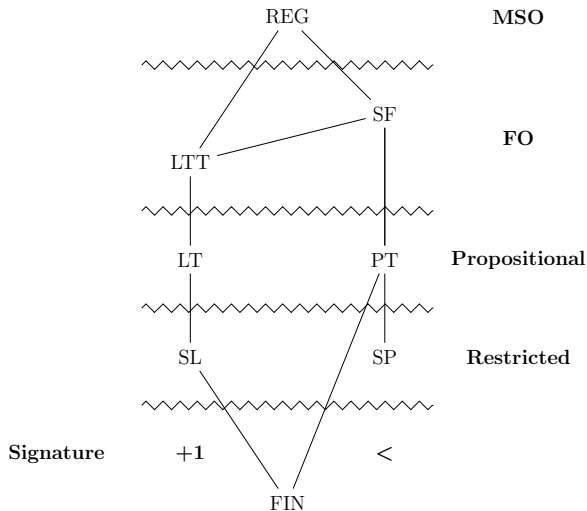 REG MSO
SF
FO
LTT
LT PT Propositional
SL SP Restricted
Signature +1 <
FIN